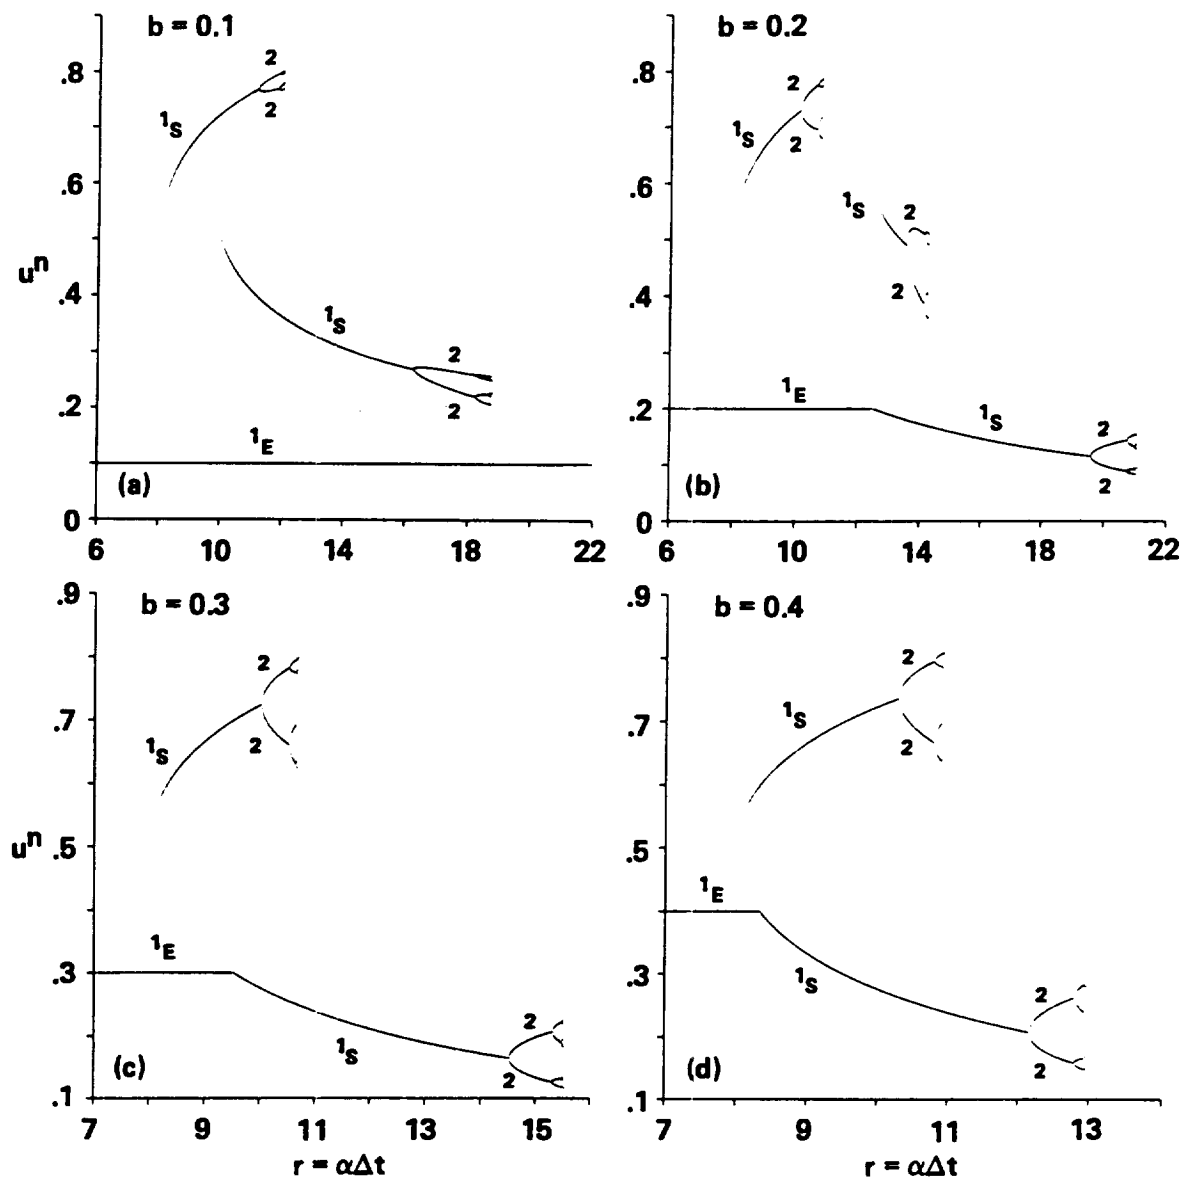 b = 0.1
.8
.6
uⁿ
.4
.2
0
2
2
1S
1S
2
2
1E
(a)
6 10 14 18 22
b = 0.2
.8
.6
.4
.2
0
2
1S
2
1S
2
2
1E
1S
2
2
(b)
6 10 14 18 22
b = 0.3
.9
.7
uⁿ
.5
.3
.1
2
1S
2
1E
1S
2
2
(c)
7 9 11 13 15
r = αΔt
b = 0.4
.9
.7
.5
.3
.1
2
1S
2
1E
1S
2
2
(d)
7 9 11 13
r = αΔt